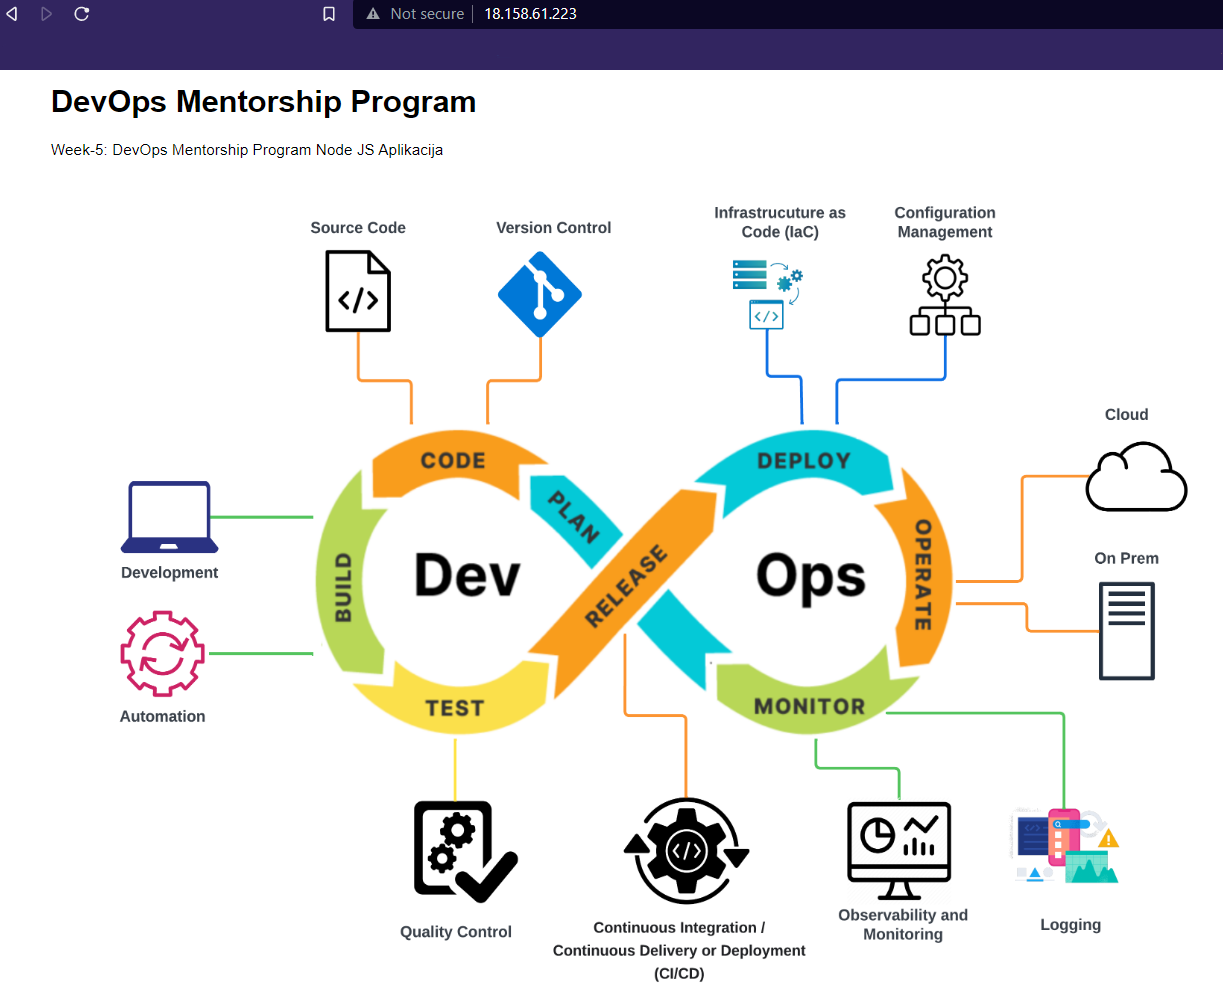 Not secure 18.158.61.223
DevOps Mentorship Program
Week-5: DevOps Mentorship Program Node JS Aplikacija
Source Code
Version Control
Infrastrucuture as
Code (IaC)
</>
Configuration
Management
</>
CODE
PLAN
BUILD
Dev
TEST
RELEASE
DEPLOY
Ops
OPERATE
MONITOR
Cloud
On Prem
Development
Automation
Quality Control
</>
Continuous Integration /
Continuous Delivery or Deployment
(CI/CD)
Observability and
Monitoring
Logging